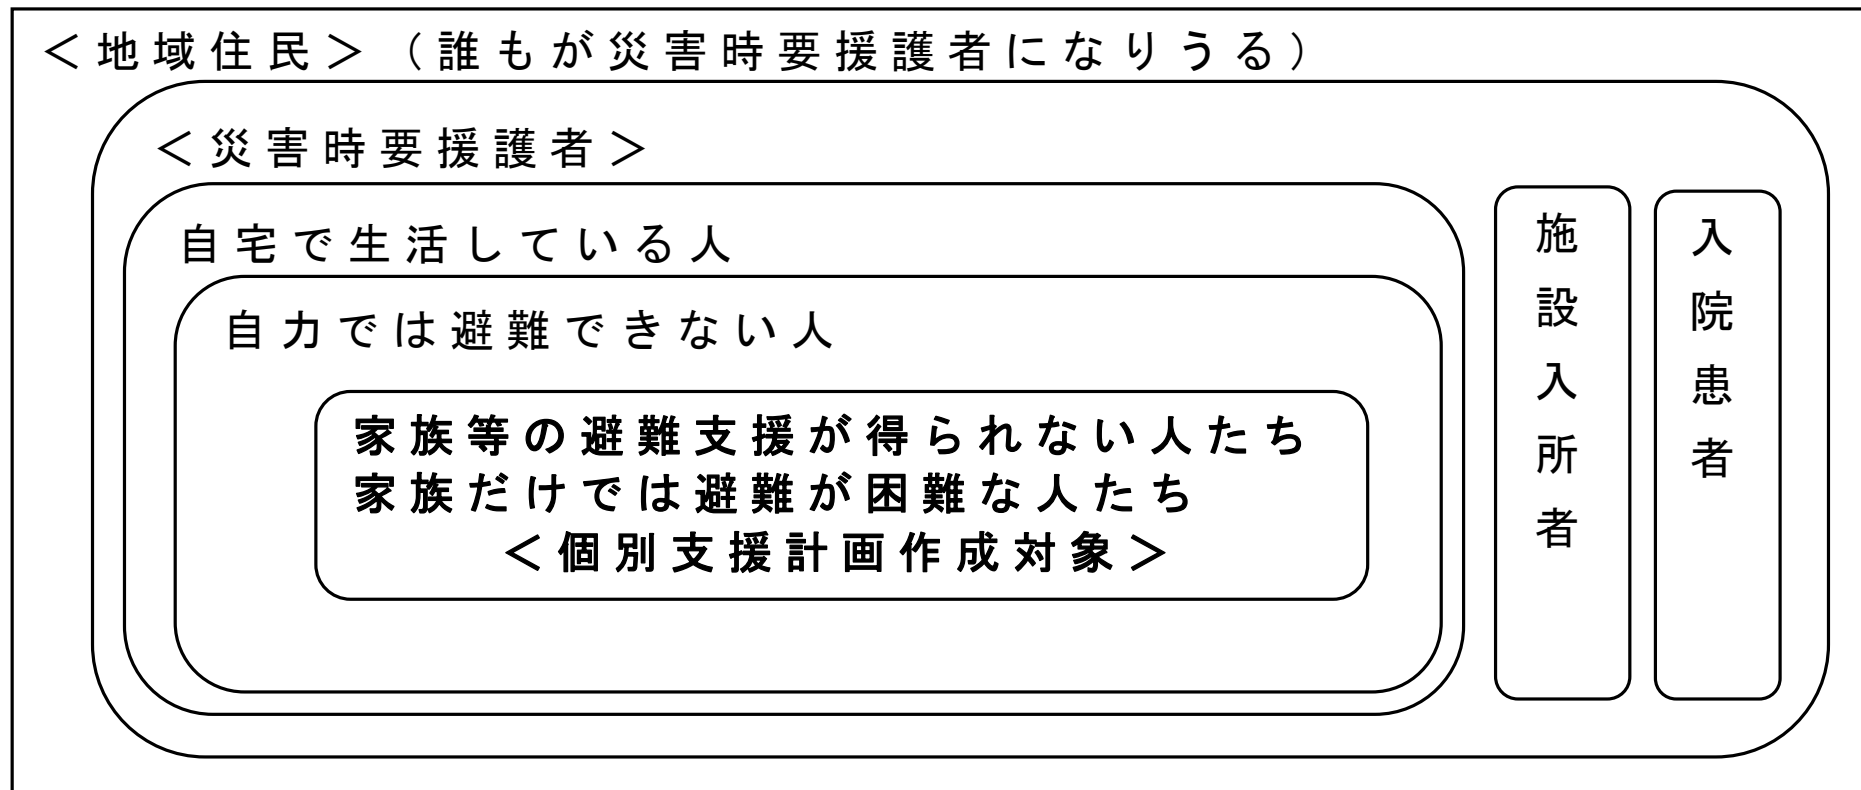 ＜地域住民＞（誰もが災害時要援護者になりうる）
＜災害時要援護者＞
自宅で生活している人
自力では避難できない人
家族等の避難支援が得られない人たち
家族だけでは避難が困難な人たち
＜個別支援計画作成対象＞
施設入所者
入院患者